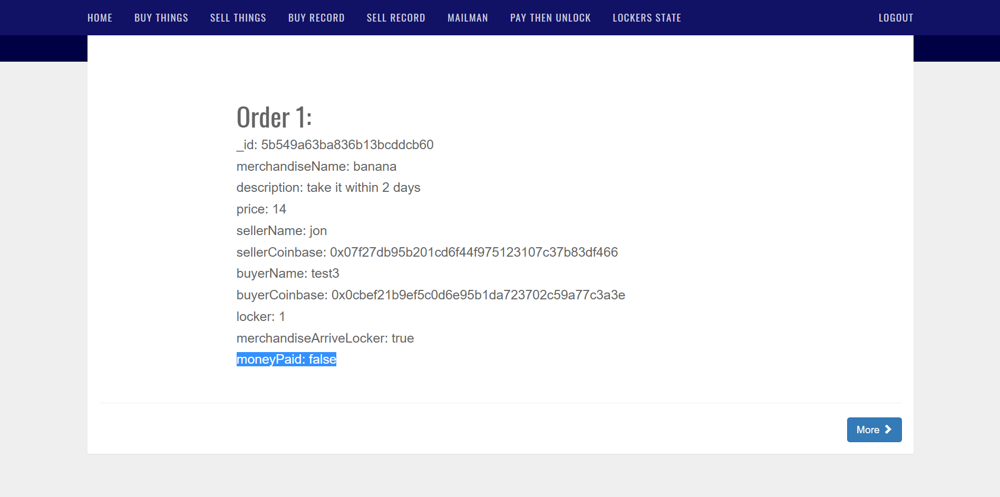 HOME BUY THINGS SELL THINGS BUY RECORD SELL RECORD MAILMAN PAY THEN UNLOCK LOCKERS STATE LOGOUT
Order 1:
_id: 5b549a63ba836b13bcddcb60
merchandiseName: banana
description: take it within 2 days
price: 14
sellerName: jon
sellerCoinbase: 0x07f27db95b201cd6f44f975123107c37b83df466
buyerName: test3
buyerCoinbase: 0x0cbef21b9ef5c0d6e95b1da723702c59a77c3a3e
locker: 1
merchandiseArriveLocker: true
moneyPaid: false
More